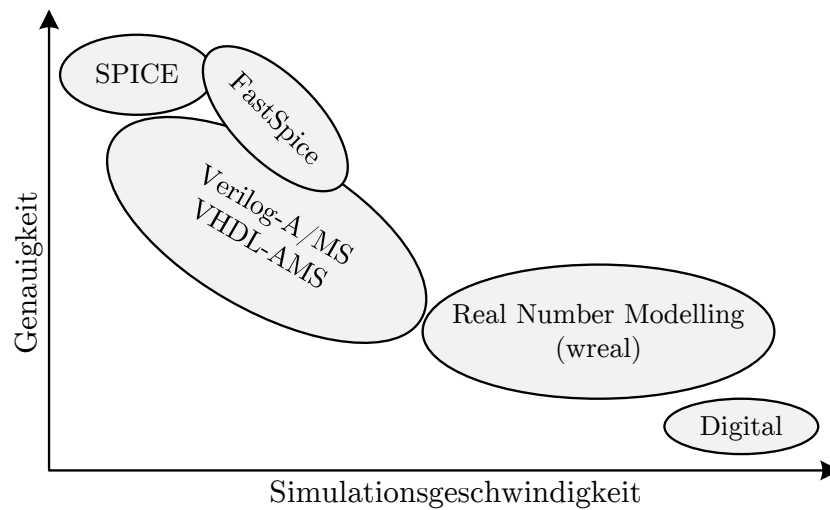 SPICE
FastSpice
Verilog-A/MS
VHDL-AMS
Real Number Modelling
(wreal)
Digital
Genauigkeit
Simulationsgeschwindigkeit